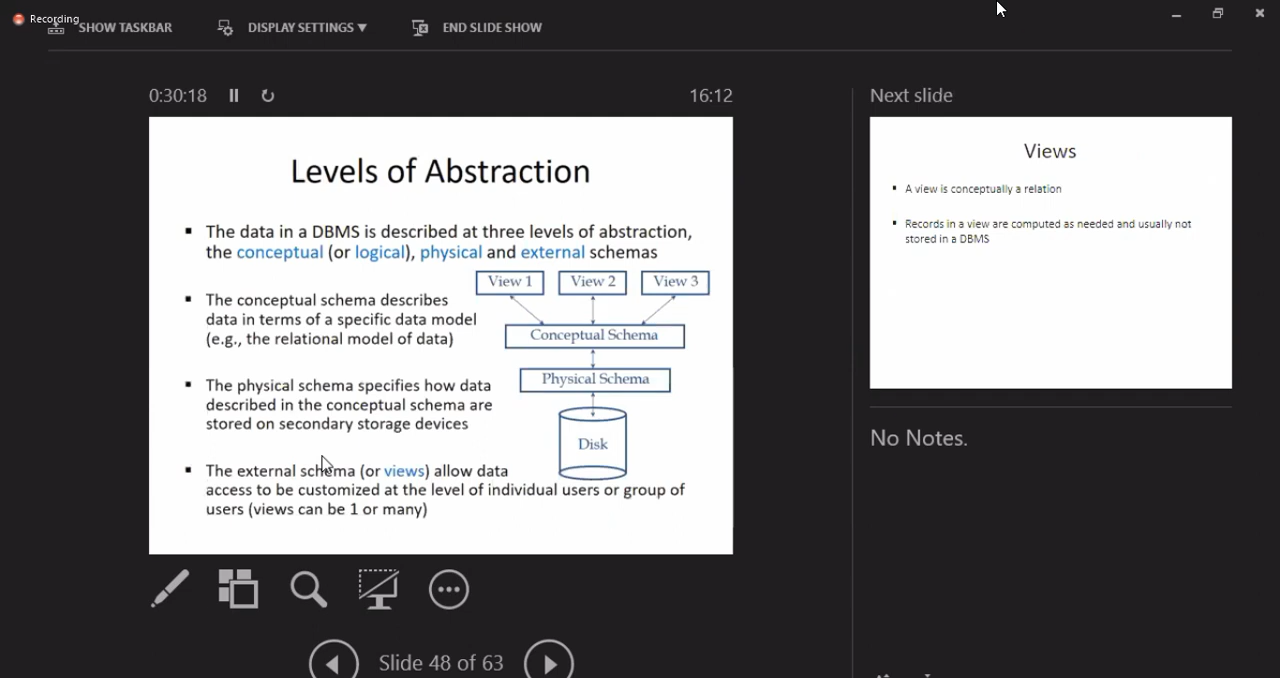 Recording
SHOW TASKBAR
DISPLAY SETTINGS
END SLIDE SHOW
0:30:18
16:12
Levels of Abstraction
▪ The data in a DBMS is described at three levels of abstraction,
the conceptual (or logical), physical and external schemas
▪ The conceptual schema describes
data in terms of a specific data model
(e.g., the relational model of data)
▪ The physical schema specifies how data
described in the conceptual schema are
stored on secondary storage devices
▪ The external schema (or views) allow data
access to be customized at the level of individual users or group of
users (views can be 1 or many)
View 1
View 2
View 3
Conceptual Schema
Physical Schema
Disk
Slide 48 of 63
Next slide
Views
▪ A view is conceptually a relation
▪ Records in a view are computed as needed and usually not
stored in a DBMS
No Notes.